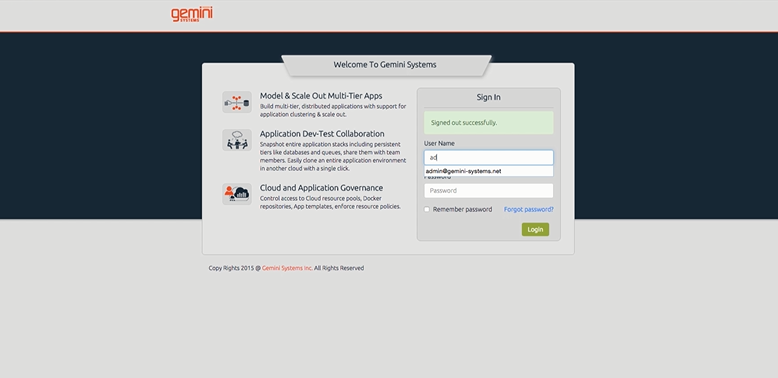 gemini
SYSTEMS
Welcome To Gemini Systems
Model & Scale Out Multi-Tier Apps
Build multi-tier, distributed applications with support for
application clustering & scale out.
Application Dev-Test Collaboration
Snapshot entire application stacks including persistent
tiers like databases and queues, share them with team
members. Easily clone an entire application environment
in another cloud with a single click.
Cloud and Application Governance
Control access to Cloud resource pools, Docker
repositories, App templates, enforce resource policies.
Sign In
Signed out successfully.
User Name
ad
admin@gemini-systems.net
Password
Password
Remember password Forgot password?
Login
Copy Rights 2015 @ Gemini Systems Inc. All Rights Reserved